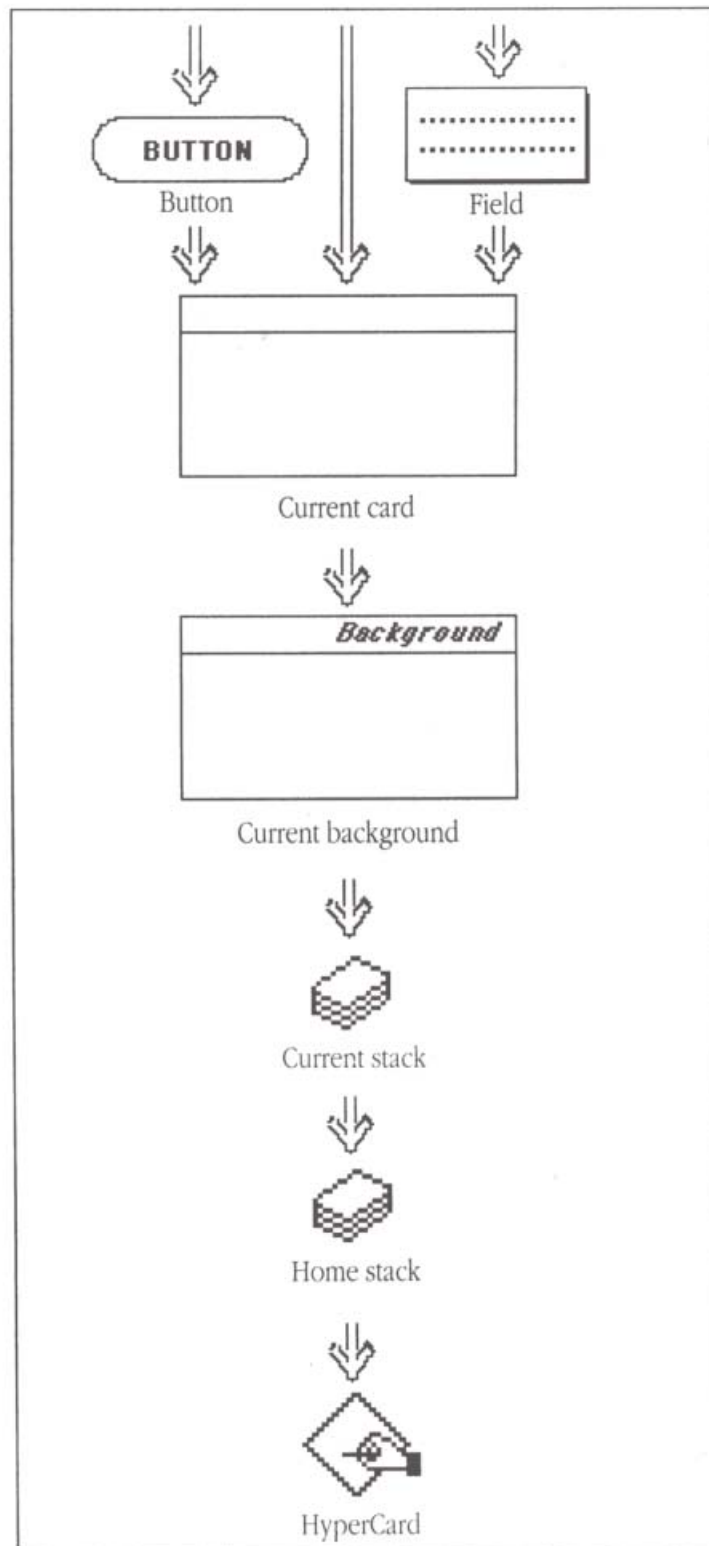 BUTTON
Button
Field
Current card
Background
Current background
Current stack
Home stack
HyperCard